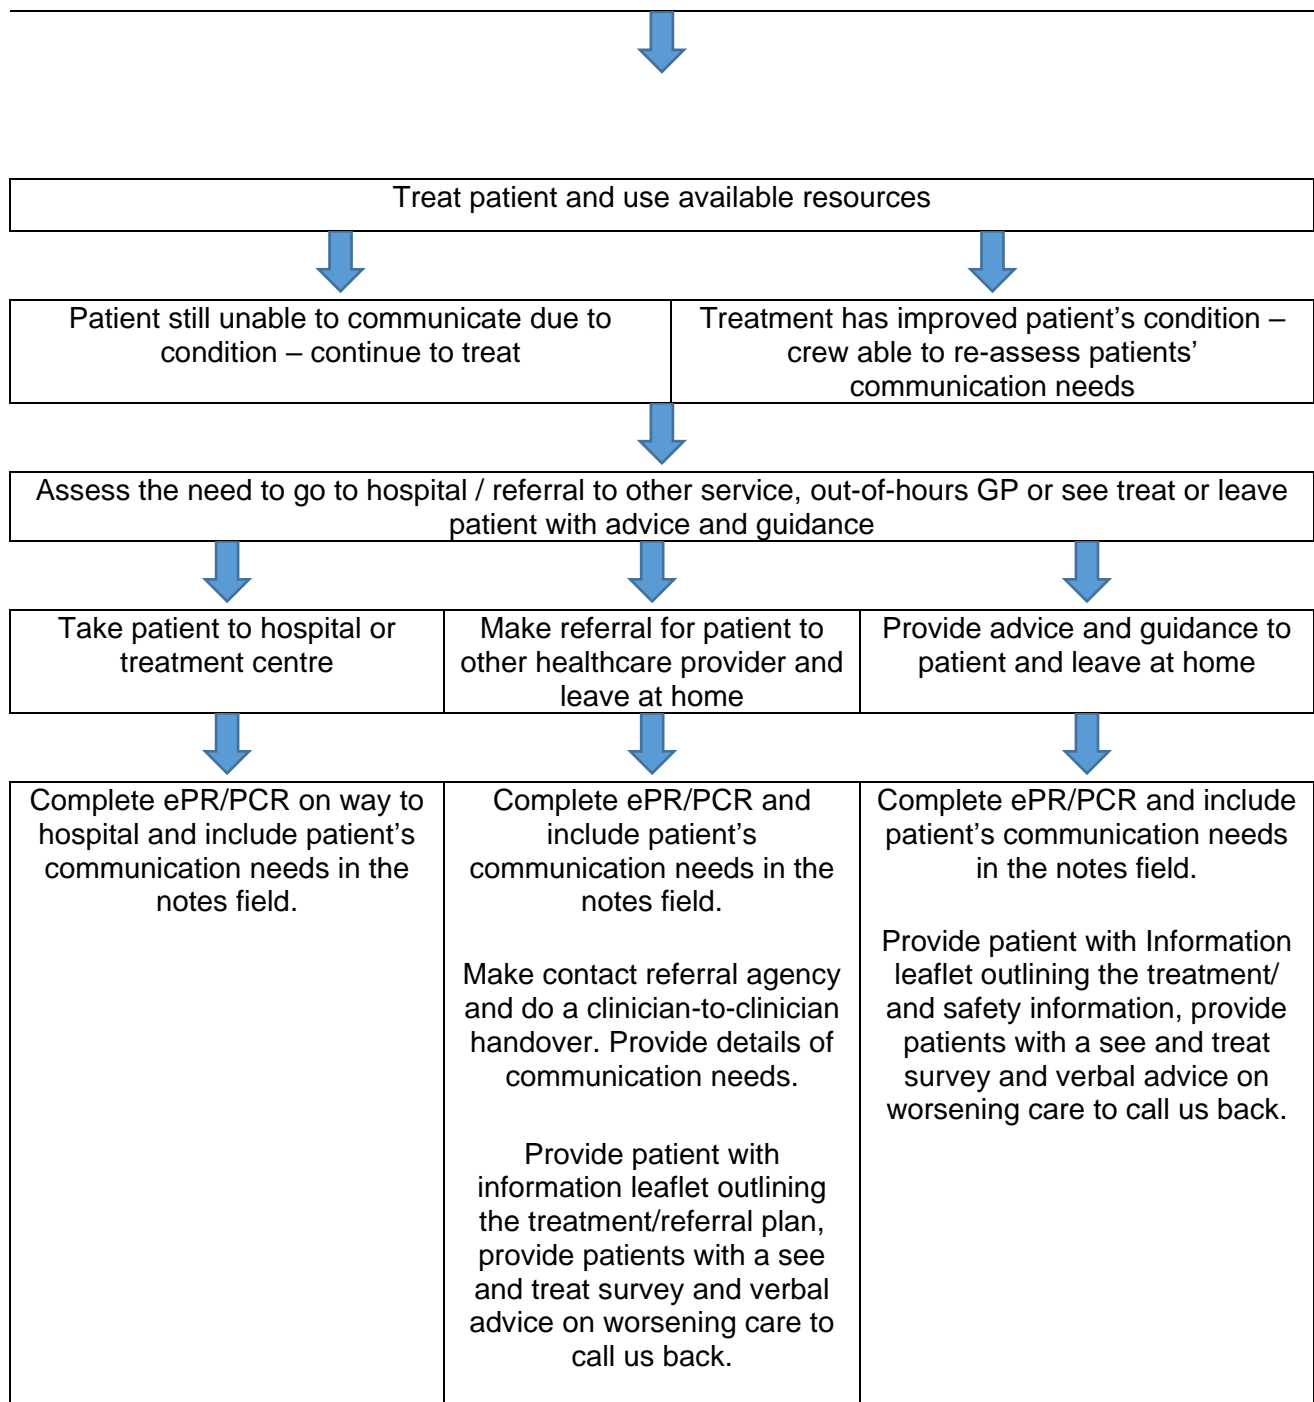 Treat patient and use available resources
Patient still unable to communicate due to
condition – continue to treat
Treatment has improved patient’s condition –
crew able to re-assess patients’
communication needs
Assess the need to go to hospital / referral to other service, out-of-hours GP or see treat or leave
patient with advice and guidance
Take patient to hospital or
treatment centre
Make referral for patient to
other healthcare provider and
leave at home
Provide advice and guidance to
patient and leave at home
Complete ePR/PCR on way to
hospital and include patient’s
communication needs in the
notes field.
Complete ePR/PCR and
include patient’s
communication needs in the
notes field.
Make contact referral agency
and do a clinician-to-clinician
handover. Provide details of
communication needs.
Provide patient with
information leaflet outlining
the treatment/referral plan,
provide patients with a see
and treat survey and verbal
advice on worsening care to
call us back.
Complete ePR/PCR and include
patient’s communication needs
in the notes field.
Provide patient with Information
leaflet outlining the treatment/
and safety information, provide
patients with a see and treat
survey and verbal advice on
worsening care to call us back.